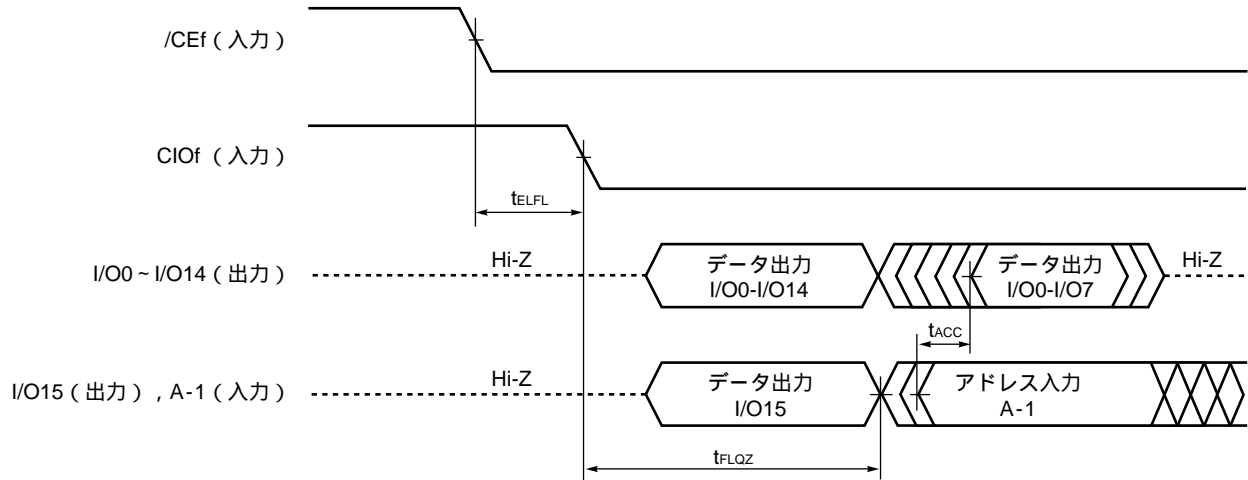 /CEf（入力）
CIOf （入力）
tELFL
I/O0 ~ I/O14（出力）
Hi-Z
データ出力
I/O0-I/O14
データ出力
I/O0-I/O7
Hi-Z
tACC
I/O15（出力）, A-1（入力）
Hi-Z
データ出力
I/O15
アドレス入力
A-1
tFLQZ